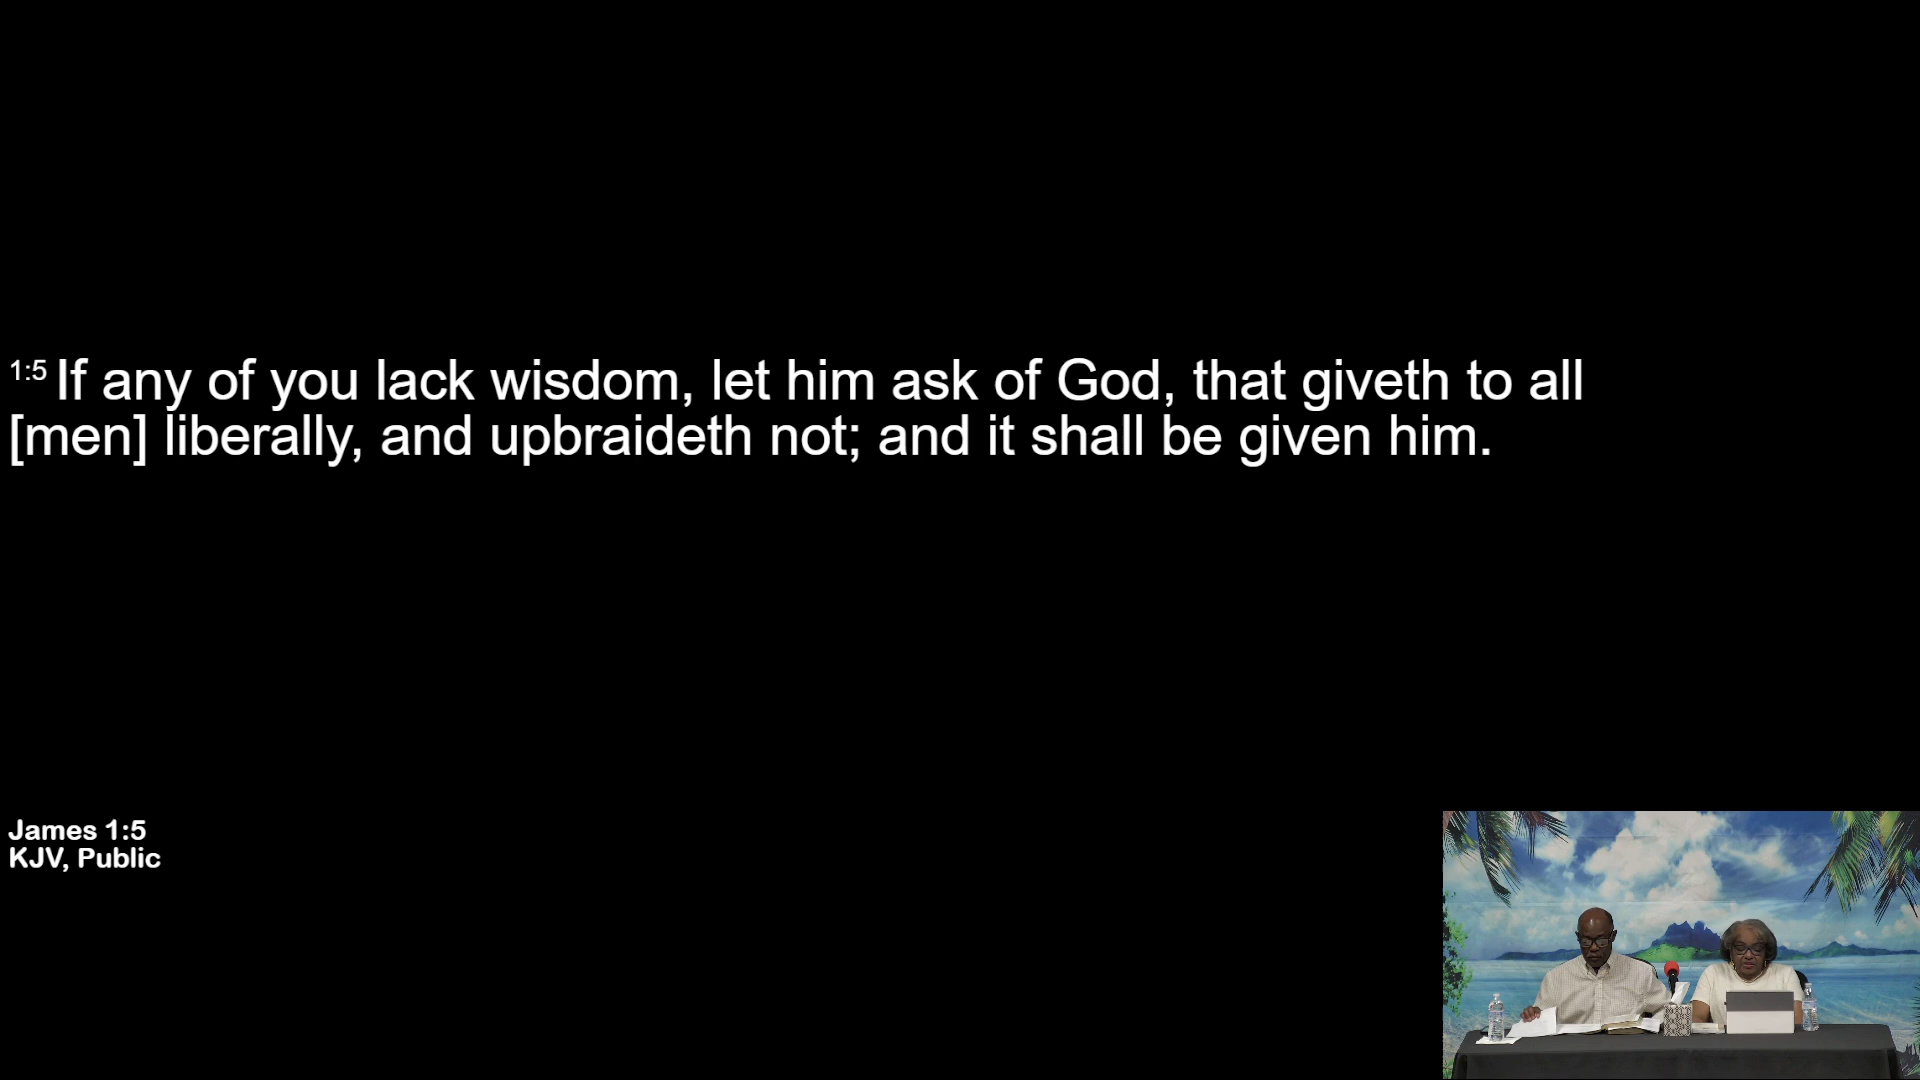 1:5 If any of you lack wisdom, let him ask of God, that giveth to all
[men] liberally, and upbraideth not; and it shall be given him.
James 1:5
KJV, Public